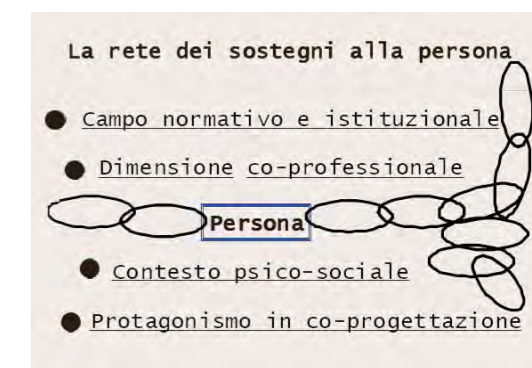 La rete dei sostegni alla persona
Campo normativo e istituzionale
Dimensione co-professionale
Persona
Contesto psico-sociale
Protagonismo in co-progettazione